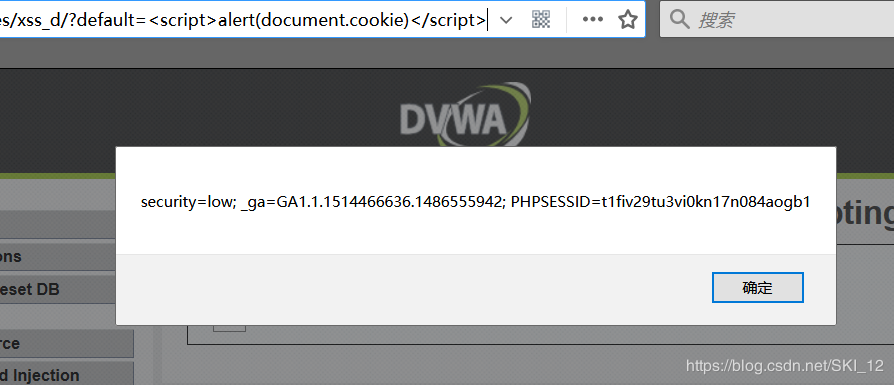 es/xss_d/?default=<script>alert(document.cookie)</script>
搜索
DVWA
security=low; _ga=GA1.1.1514466636.1486555942; PHPSESSID=t1fiv29tu3vi0kn17n084aogb1
oting
ons
eset DB
确定
rce
d Injection
https://blog.csdn.net/SKI_12